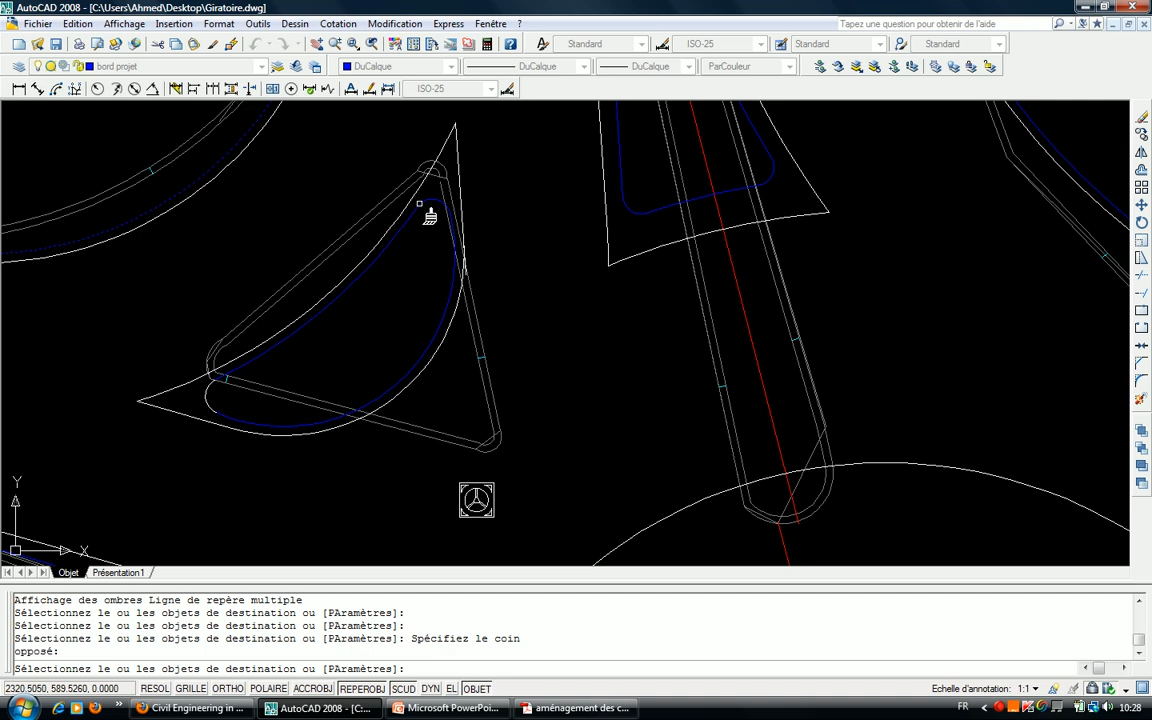 AutoCAD 2008 - [C:\Users\Ahmed\Desktop\Giratoire.dwg]
Fichier Edition Affichage Insertion Format Outils Dessin Cotation Modification Express Fenêtre ? Tapez une question pour obtenir de l'aide
Standard ISO-25 Standard Standard
bord projet DuCalque DuCalque DuCalque ParCouleur
ISO-25
Y
X
Objet Présentation1
Affichage des ombres Ligne de repère multiple
Sélectionnez le ou les objets de destination ou [PAramètres]:
Sélectionnez le ou les objets de destination ou [PAramètres]:
Sélectionnez le ou les objets de destination ou [PAramètres]: Spécifiez le coin
opposé:
Sélectionnez le ou les objets de destination ou [PAramètres]:
2320.5050, 589.5260, 0.0000 RESOL GRILLE ORTHO POLAIRE ACCROBJ REPEROBJ SCUD DYN EL OBJET Echelle d'annotation: 1:1
Civil Engineering in ... AutoCAD 2008 - [C:... Microsoft PowerPoi... aménagement des c... FR 10:28